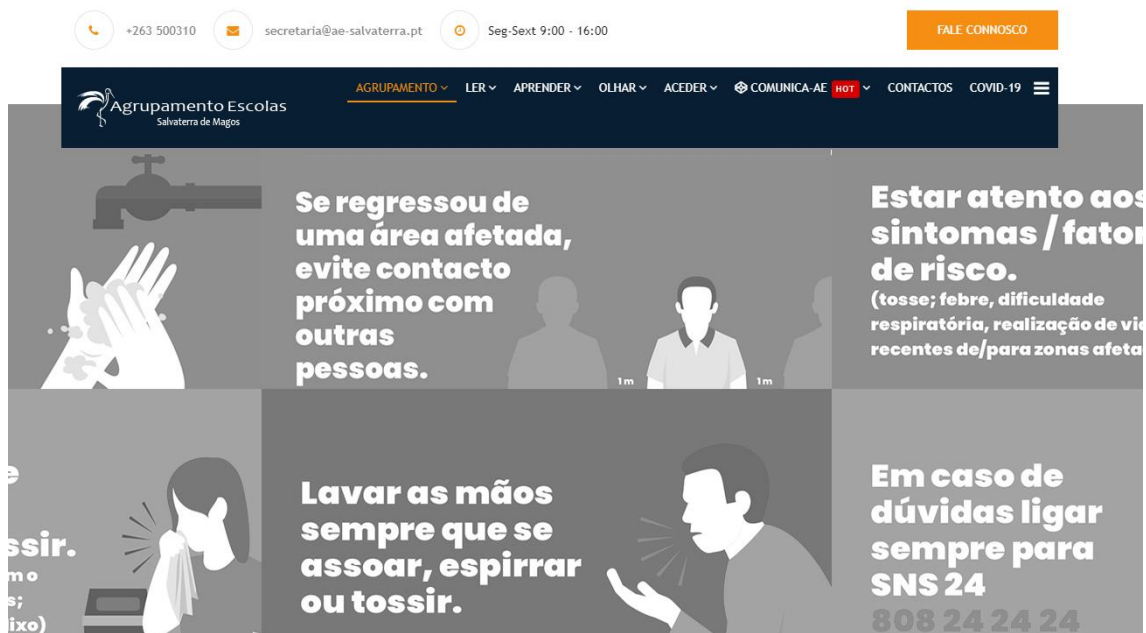 +263 500310
secretaria@ae-salvaterra.pt
Seg-Sext 9:00 - 16:00
FALE CONNOSCO
Agrupamento Escolas
Salvaterra de Magos
AGRUPAMENTO
LER
APRENDER
OLHAR
ACEDER
COMUNICA-AE HOT
CONTACTOS
COVID-19
Se regressou de
uma área afetada,
evite contacto
próximo com
outras
pessoas.
1m
1m
Estar atento aos
sintomas / fator
de risco.
(tosse; febre, dificuldade
respiratória, realização de via
recentes de/para zonas afeta
e
ssir.
m o
s;
ixo)
Lavar as mãos
sempre que se
assoar, espirrar
ou tossir.
Em caso de
dúvidas ligar
sempre para
SNS 24
808 24 24 24